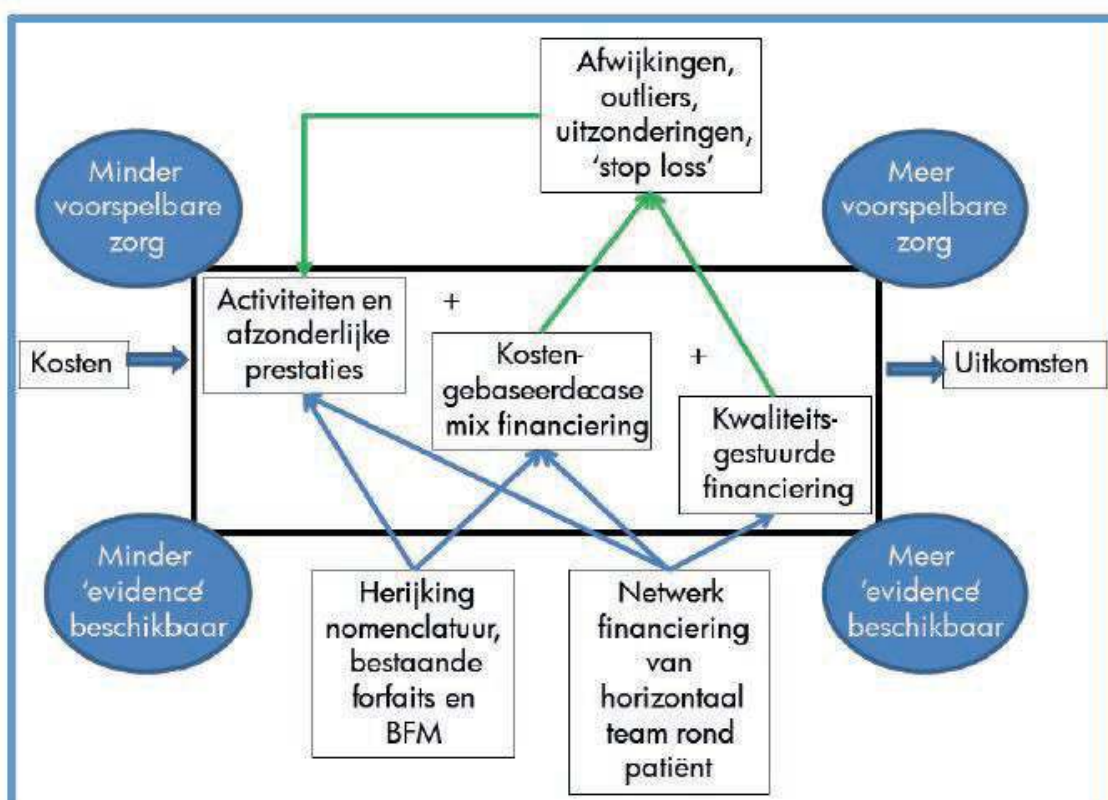 Afwijkingen,
outliers,
uitzonderingen,
‘stop loss’
Minder
voorspelbare
zorg
Meer
voorspelbare
zorg
Activiteiten en
afzonderlijke
prestaties
+
Kosten-
gebaseerdecase
mix financiering
+
Kwaliteits-
gestuurde
financiering
Kosten
Uitkomsten
Minder
‘evidence’
beschikbaar
Meer
‘evidence’
beschikbaar
Herijking
nomenclatuur,
bestaande
forfaits en
BFM
Netwerk
financiering
van
horizontaal
team rond
patiënt